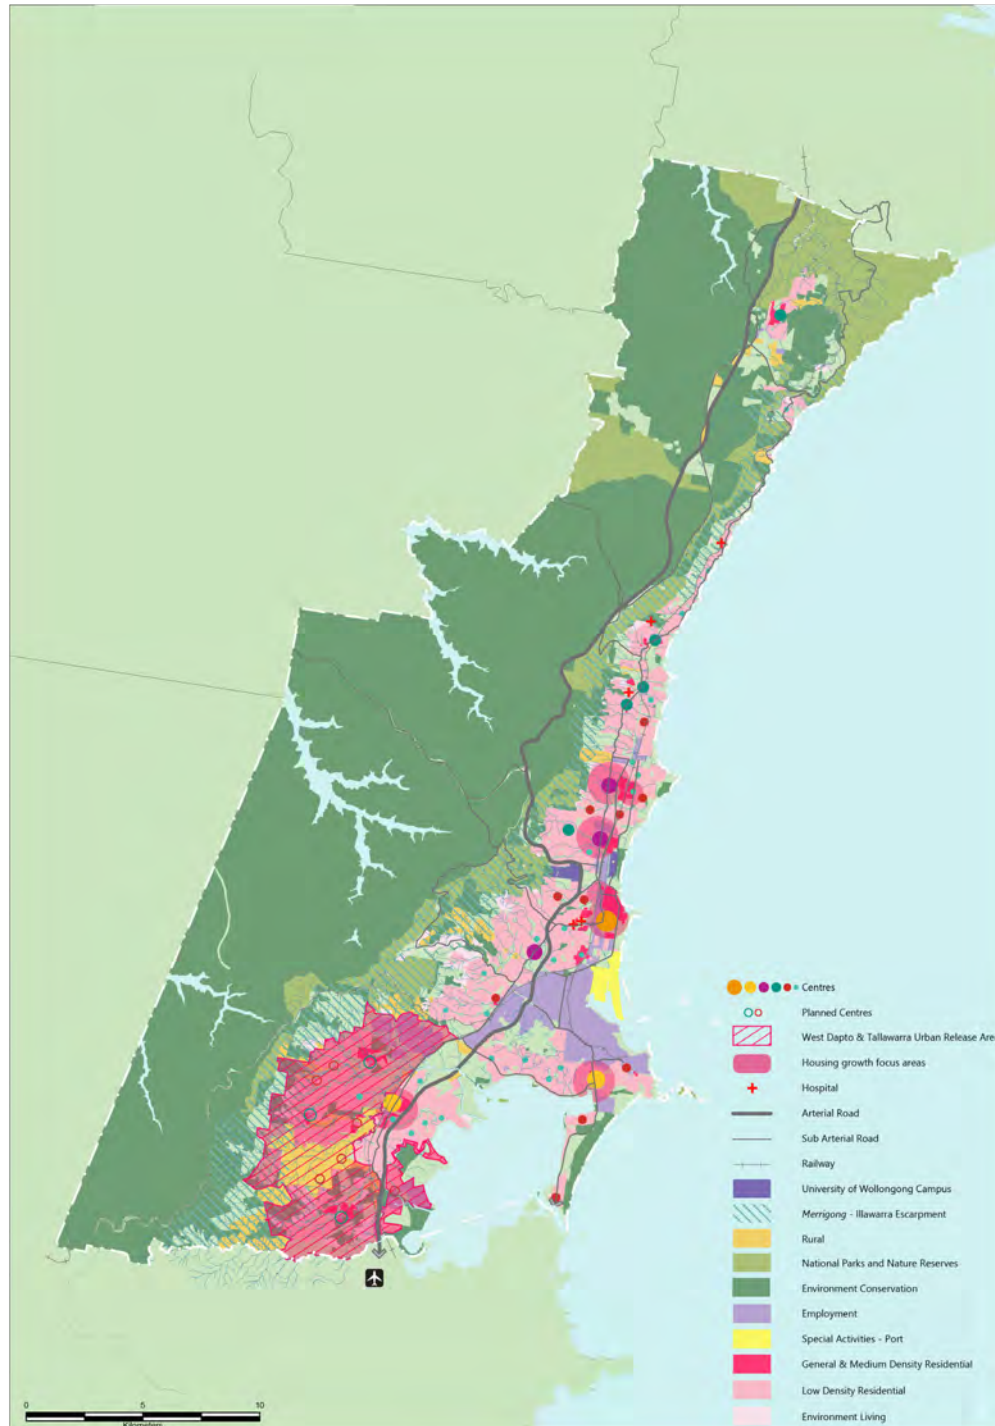 Centres
Planned Centres
West Dapto & Tallawarra Urban Release Are
Housing growth focus areas
Hospital
Arterial Road
Sub Arterial Road
Railway
University of Wollongong Campus
Merrigong - Illawarra Escarpment
Rural
National Parks and Nature Reserves
Environment Conservation
Employment
Special Activities - Port
General & Medium Density Residential
Low Density Residential
Environment Living
0 5 10
Kilometers